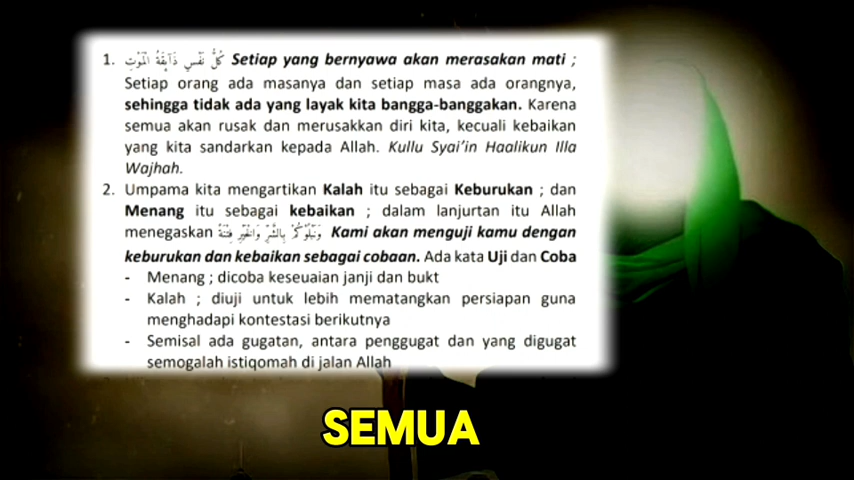 1. كُلُّ نَفْسٍ ذَآئِقَةُ الْمَوْتِ Setiap yang bernyawa akan merasakan mati ;
Setiap orang ada masanya dan setiap masa ada orangnya,
sehingga tidak ada yang layak kita bangga-banggakan. Karena
semua akan rusak dan merusakkan diri kita, kecuali kebaikan
yang kita sandarkan kepada Allah. Kullu Syai'in Haalikun Illa
Wajhah.
2. Umpama kita mengartikan Kalah itu sebagai Keburukan ; dan
Menang itu sebagai kebaikan ; dalam lanjurtan itu Allah
menegaskan وَنَبْلُوْكُمْ بِالشَّرِّ وَالْخَيْرِ فِتْنَةً Kami akan menguji kamu dengan
keburukan dan kebaikan sebagai cobaan. Ada kata Uji dan Coba
- Menang ; dicoba keseuaian janji dan bukt
- Kalah ; diuji untuk lebih mematangkan persiapan guna
menghadapi kontestasi berikutnya
- Semisal ada gugatan, antara penggugat dan yang digugat
semogalah istiqomah di jalan Allah
SEMUA